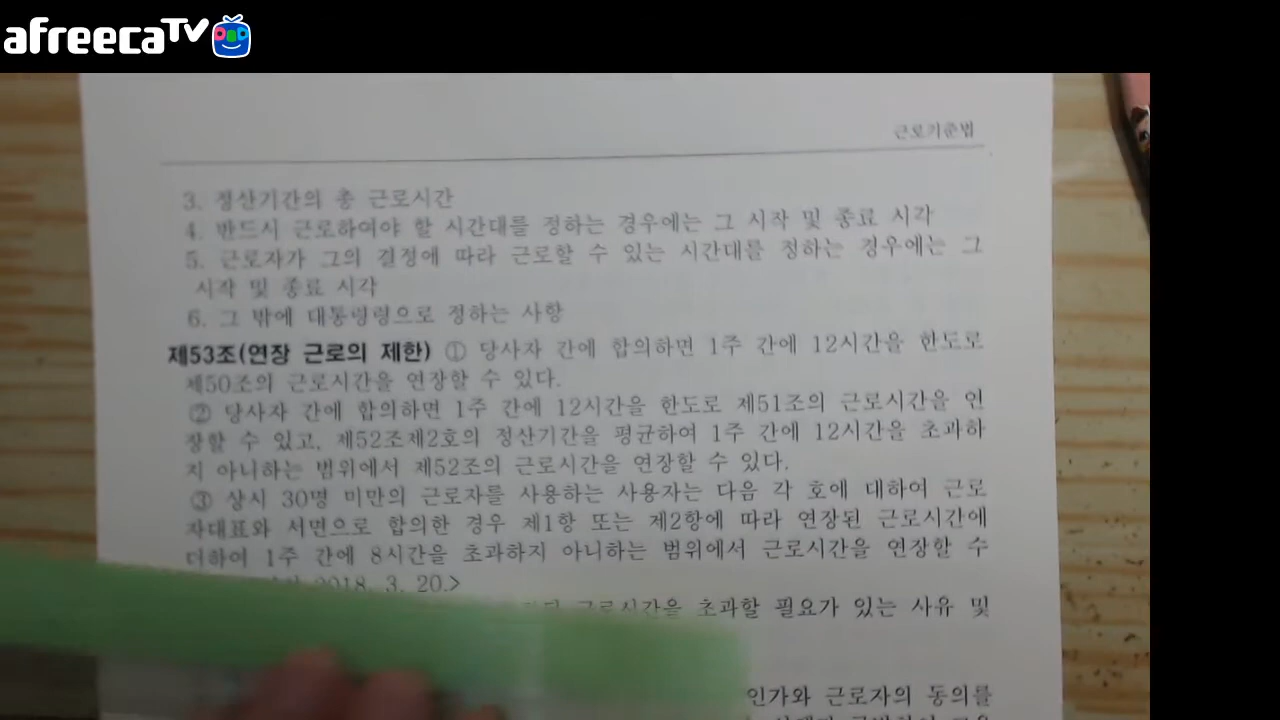 afreecaTV
근로기준법
3. 정산기간의 총 근로시간
4. 반드시 근로하여야 할 시간대를 정하는 경우에는 그 시작 및 종료 시각
5. 근로자가 그의 결정에 따라 근로할 수 있는 시간대를 정하는 경우에는 그
시작 및 종료 시각
6. 그 밖에 대통령령으로 정하는 사항
제53조(연장 근로의 제한) ① 당사자 간에 합의하면 1주 간에 12시간을 한도로
제50조의 근로시간을 연장할 수 있다.
② 당사자 간에 합의하면 1주 간에 12시간을 한도로 제51조의 근로시간을 연
장할 수 있고, 제52조제2호의 정산기간을 평균하여 1주 간에 12시간을 초과하
지 아니하는 범위에서 제52조의 근로시간을 연장할 수 있다.
③ 상시 30명 미만의 근로자를 사용하는 사용자는 다음 각 호에 대하여 근로
자대표와 서면으로 합의한 경우 제1항 또는 제2항에 따라 연장된 근로시간에
더하여 1주 간에 8시간을 초과하지 아니하는 범위에서 근로시간을 연장할 수
2018. 3. 20.>
근로시간을 초과할 필요가 있는 사유 및
인가와 근로자의 동의를